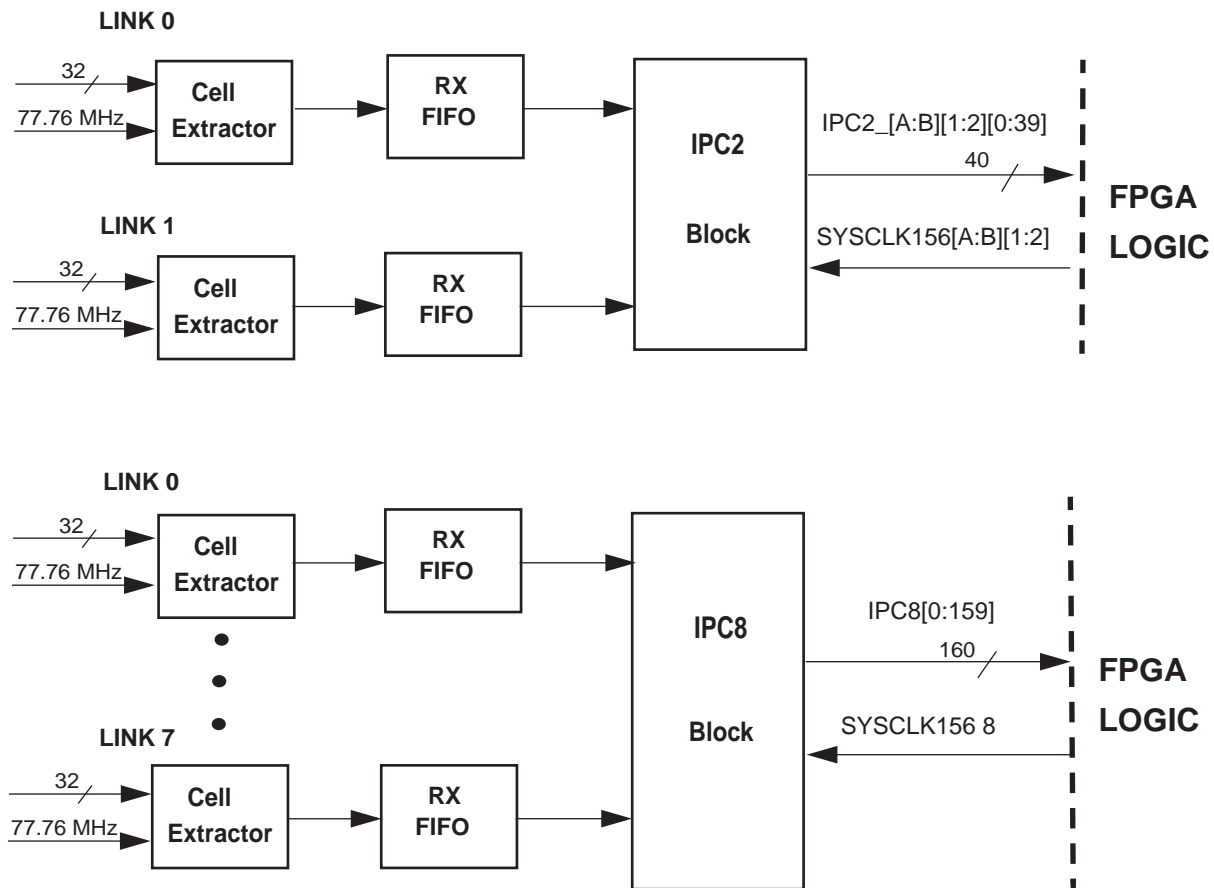 LINK 0
32
77.76 MHz
Cell
Extractor
RX
FIFO
LINK 1
32
77.76 MHz
Cell
Extractor
RX
FIFO
IPC2
Block
IPC2_[A:B][1:2][0:39]
40
SYSCLK156[A:B][1:2]
FPGA
LOGIC
LINK 0
32
77.76 MHz
Cell
Extractor
RX
FIFO
LINK 7
32
77.76 MHz
Cell
Extractor
RX
FIFO
IPC8
Block
IPC8[0:159]
160
SYSCLK156 8
FPGA
LOGIC